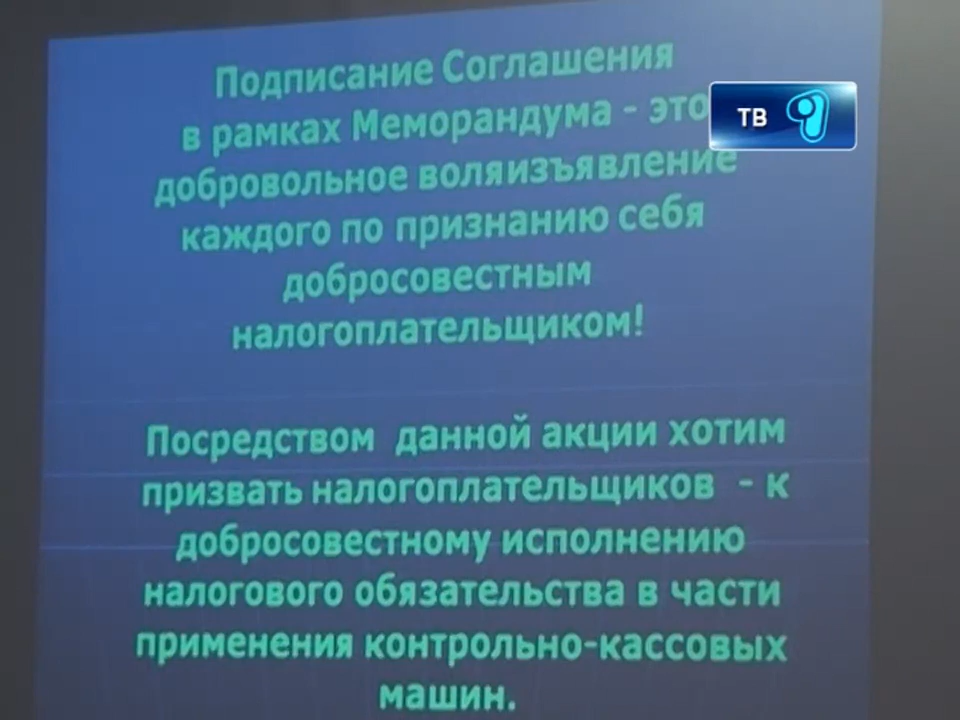 Подписание Соглашения
в рамках Меморандума - это
добровольное воляизъявление
каждого по признанию себя
добросовестным
налогоплательщиком!
Посредством данной акции хотим
призвать налогоплательщиков - к
добросовестному исполнению
налогового обязательства в части
применения контрольно-кассовых
машин.
ТВ